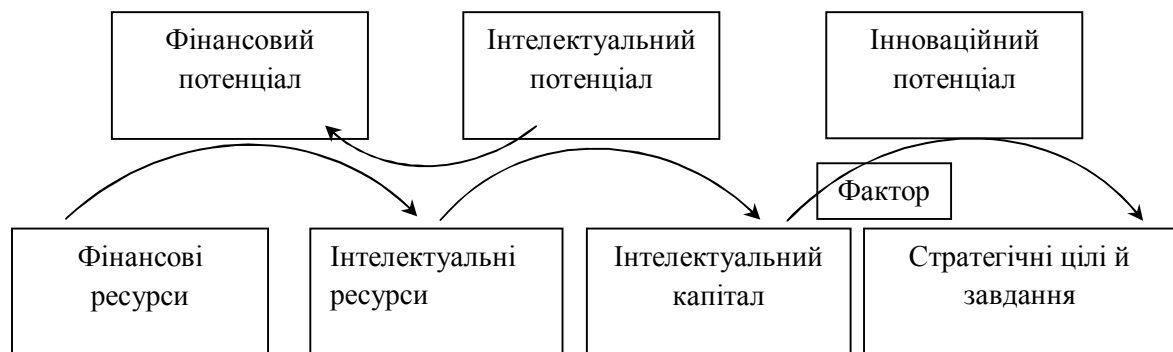 Фінансовий
потенціал
Інтелектуальний
потенціал
Інноваційний
потенціал
Фактор
Фінансові
ресурси
Інтелектуальні
ресурси
Інтелектуальний
капітал
Стратегічні цілі й
завдання